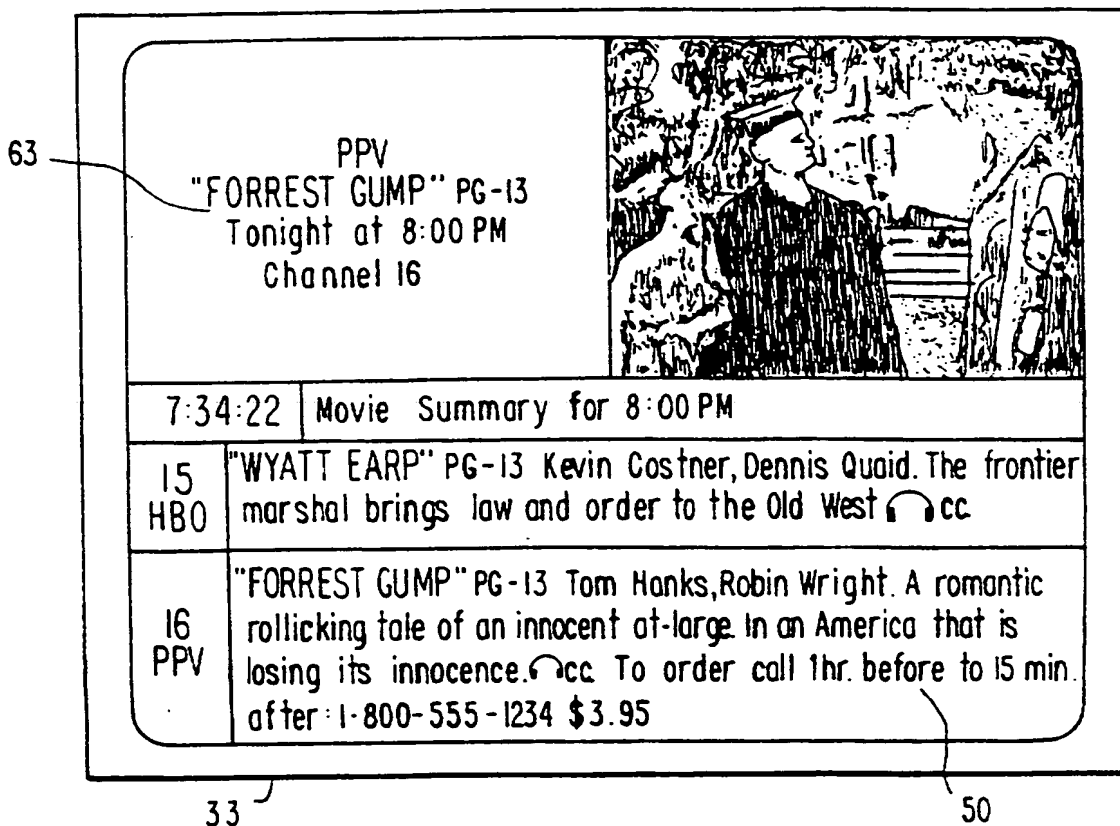 63
PPV
"FORREST GUMP" PG-13
Tonight at 8:00 PM
Channel 16
7:34:22 Movie Summary for 8:00 PM
15
HBO
"WYATT EARP" PG-13 Kevin Costner, Dennis Quaid. The frontier
marshal brings law and order to the Old West cc
16
PPV
"FORREST GUMP" PG-13 Tom Hanks, Robin Wright. A romantic
rollicking tale of an innocent at-large. In an America that is
losing its innocence. cc To order call 1hr. before to 15 min.
after: 1-800-555-1234 $3.95
33
50